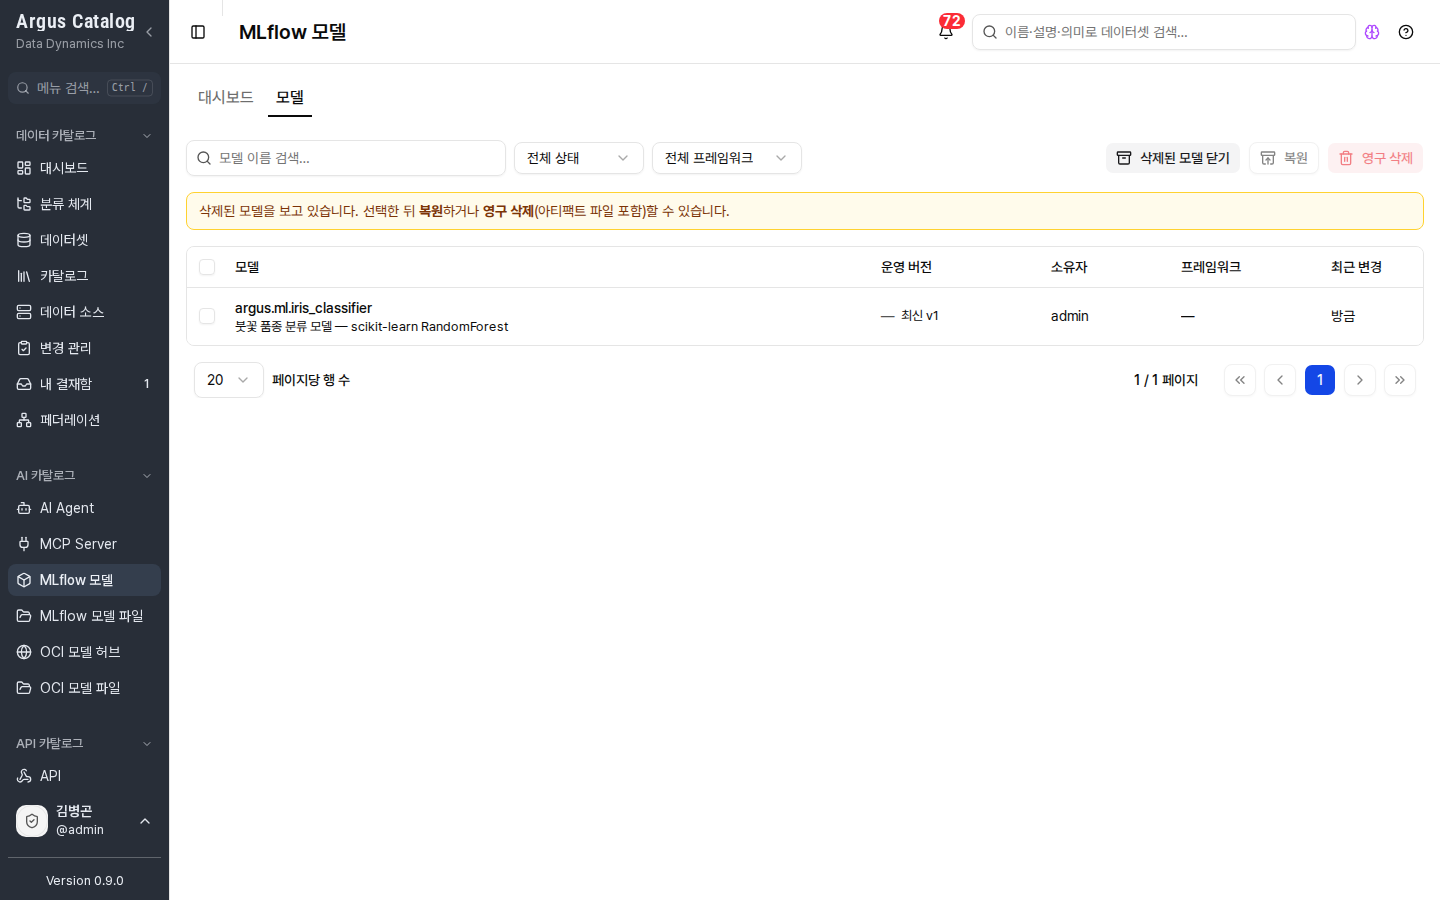 Argus Catalog
Data Dynamics Inc
메뉴 검색... Ctrl /
데이터 카탈로그
대시보드
분류 체계
데이터셋
카탈로그
데이터 소스
변경 관리
내 결재함 1
페더레이션
AI 카탈로그
AI Agent
MCP Server
MLflow 모델
MLflow 모델 파일
OCI 모델 허브
OCI 모델 파일
API 카탈로그
API
김병곤
@admin
Version 0.9.0
MLflow 모델
72
이름·설명·의미로 데이터셋 검색...
대시보드 모델
모델 이름 검색...
전체 상태
전체 프레임워크
삭제된 모델 닫기
복원
영구 삭제
삭제된 모델을 보고 있습니다. 선택한 뒤 복원하거나 영구 삭제(아티팩트 파일 포함)할 수 있습니다.
모델 운영 버전 소유자 프레임워크 최근 변경
argus.ml.iris_classifier
붓꽃 품종 분류 모델 — scikit-learn RandomForest
— 최신 v1 admin — 방금
20 페이지당 행 수
1 / 1 페이지
1